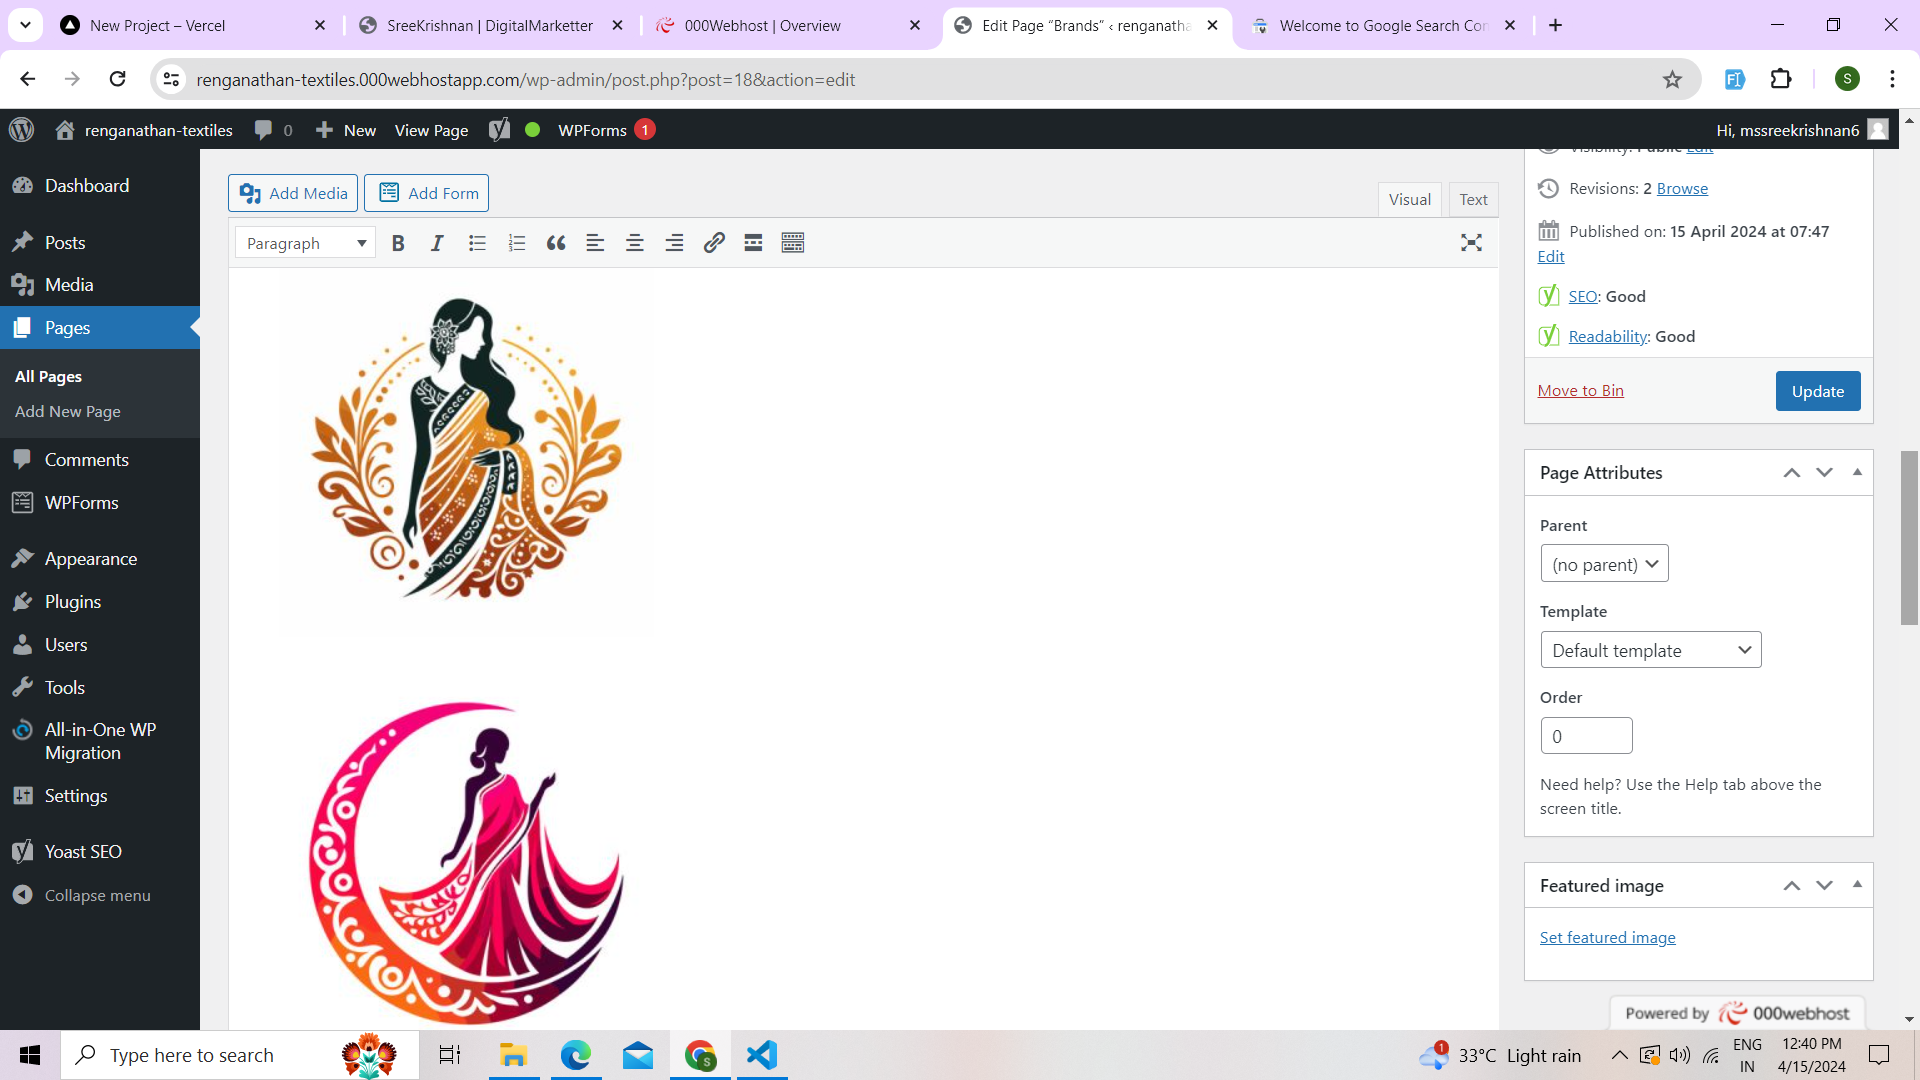 New Project – Vercel
SreeKrishnan | DigitalMarketter
000Webhost | Overview
Edit Page “Brands” ‹ renganatha
Welcome to Google Search Con
renganathan-textiles.000webhostapp.com/wp-admin/post.php?post=18&action=edit
S
renganathan-textiles
0
New
View Page
WPForms 1
Hi, mssreekrishnan6
Dashboard
Posts
Media
Pages
All Pages
Add New Page
Comments
WPForms
Appearance
Plugins
Users
Tools
All-in-One WP
Migration
Settings
Yoast SEO
Collapse menu
Add Media
Add Form
Visual
Text
Paragraph
Visibility: Public Edit
Revisions: 2 Browse
Published on: 15 April 2024 at 07:47
Edit
SEO: Good
Readability: Good
Move to Bin
Update
Page Attributes
Parent
(no parent)
Template
Default template
Order
0
Need help? Use the Help tab above the
screen title.
Featured image
Set featured image
Powered by 000webhost
Type here to search
S
1
33°C Light rain
ENG
IN
12:40 PM
4/15/2024